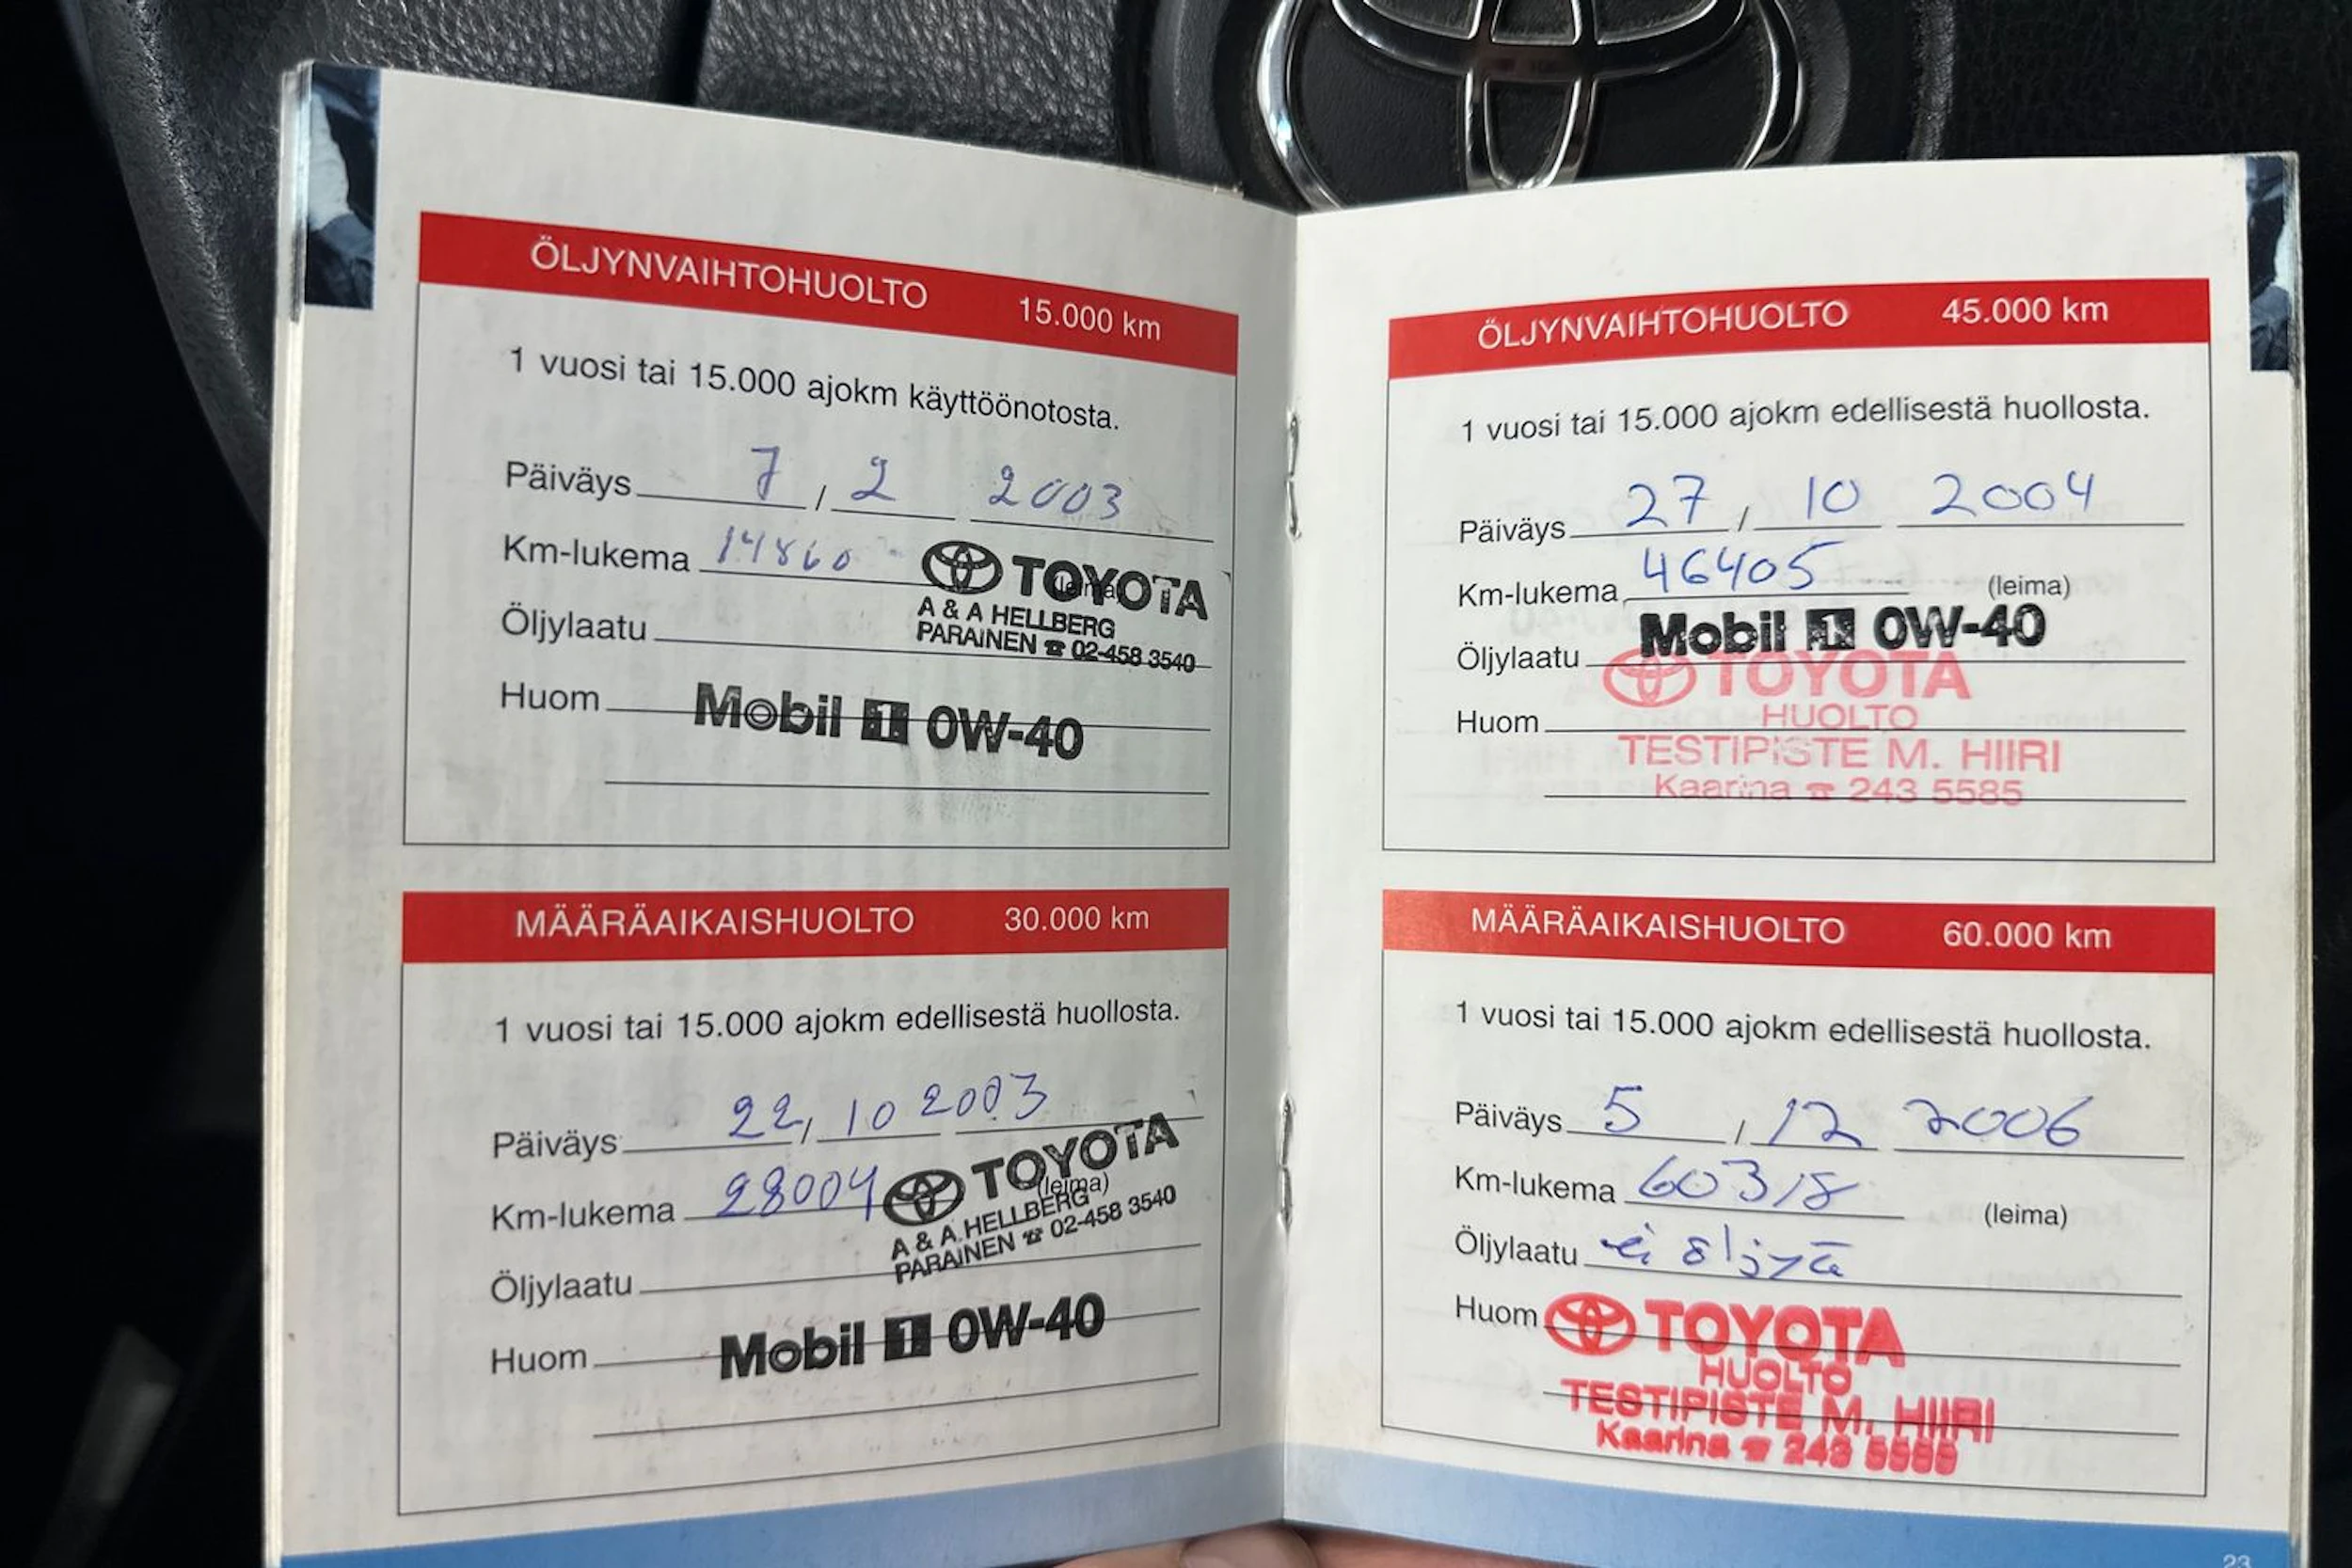 ÖLJYNVAIHTOHUOLTO 15.000 km
1 vuosi tai 15.000 ajokm käyttöönotosta.
Päiväys 7 / 2 2003
Km-lukema 14860 (leima)
TOYOTA
A & A HELLBERG
PARAINEN ☎ 02-458 3540
Öljylaatu
Huom Mobil 1 0W-40
MÄÄRÄAIKAISHUOLTO 30.000 km
1 vuosi tai 15.000 ajokm edellisestä huollosta.
Päiväys 22 / 10 2003
Km-lukema 28004 (leima)
TOYOTA
A & A HELLBERG
PARAINEN ☎ 02-458 3540
Öljylaatu
Huom Mobil 1 0W-40
ÖLJYNVAIHTOHUOLTO 45.000 km
1 vuosi tai 15.000 ajokm edellisestä huollosta.
Päiväys 27 / 10 2004
Km-lukema 46405 (leima)
Öljylaatu Mobil 1 0W-40
TOYOTA
Huom HUOLTO
TESTIPISTE M. HIIRI
Kaarina ☎ 243 5585
MÄÄRÄAIKAISHUOLTO 60.000 km
1 vuosi tai 15.000 ajokm edellisestä huollosta.
Päiväys 5 / 12 2006
Km-lukema 60318 (leima)
Öljylaatu ei öljyä
Huom TOYOTA
HUOLTO
TESTIPISTE M. HIIRI
Kaarina ☎ 243 5585
23